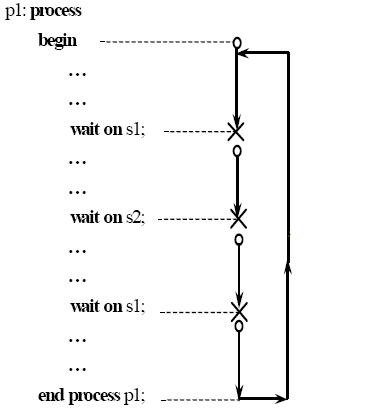 p1: process
begin
...
...
wait on s1;
...
...
wait on s2;
...
...
wait on s1;
...
...
end process p1;